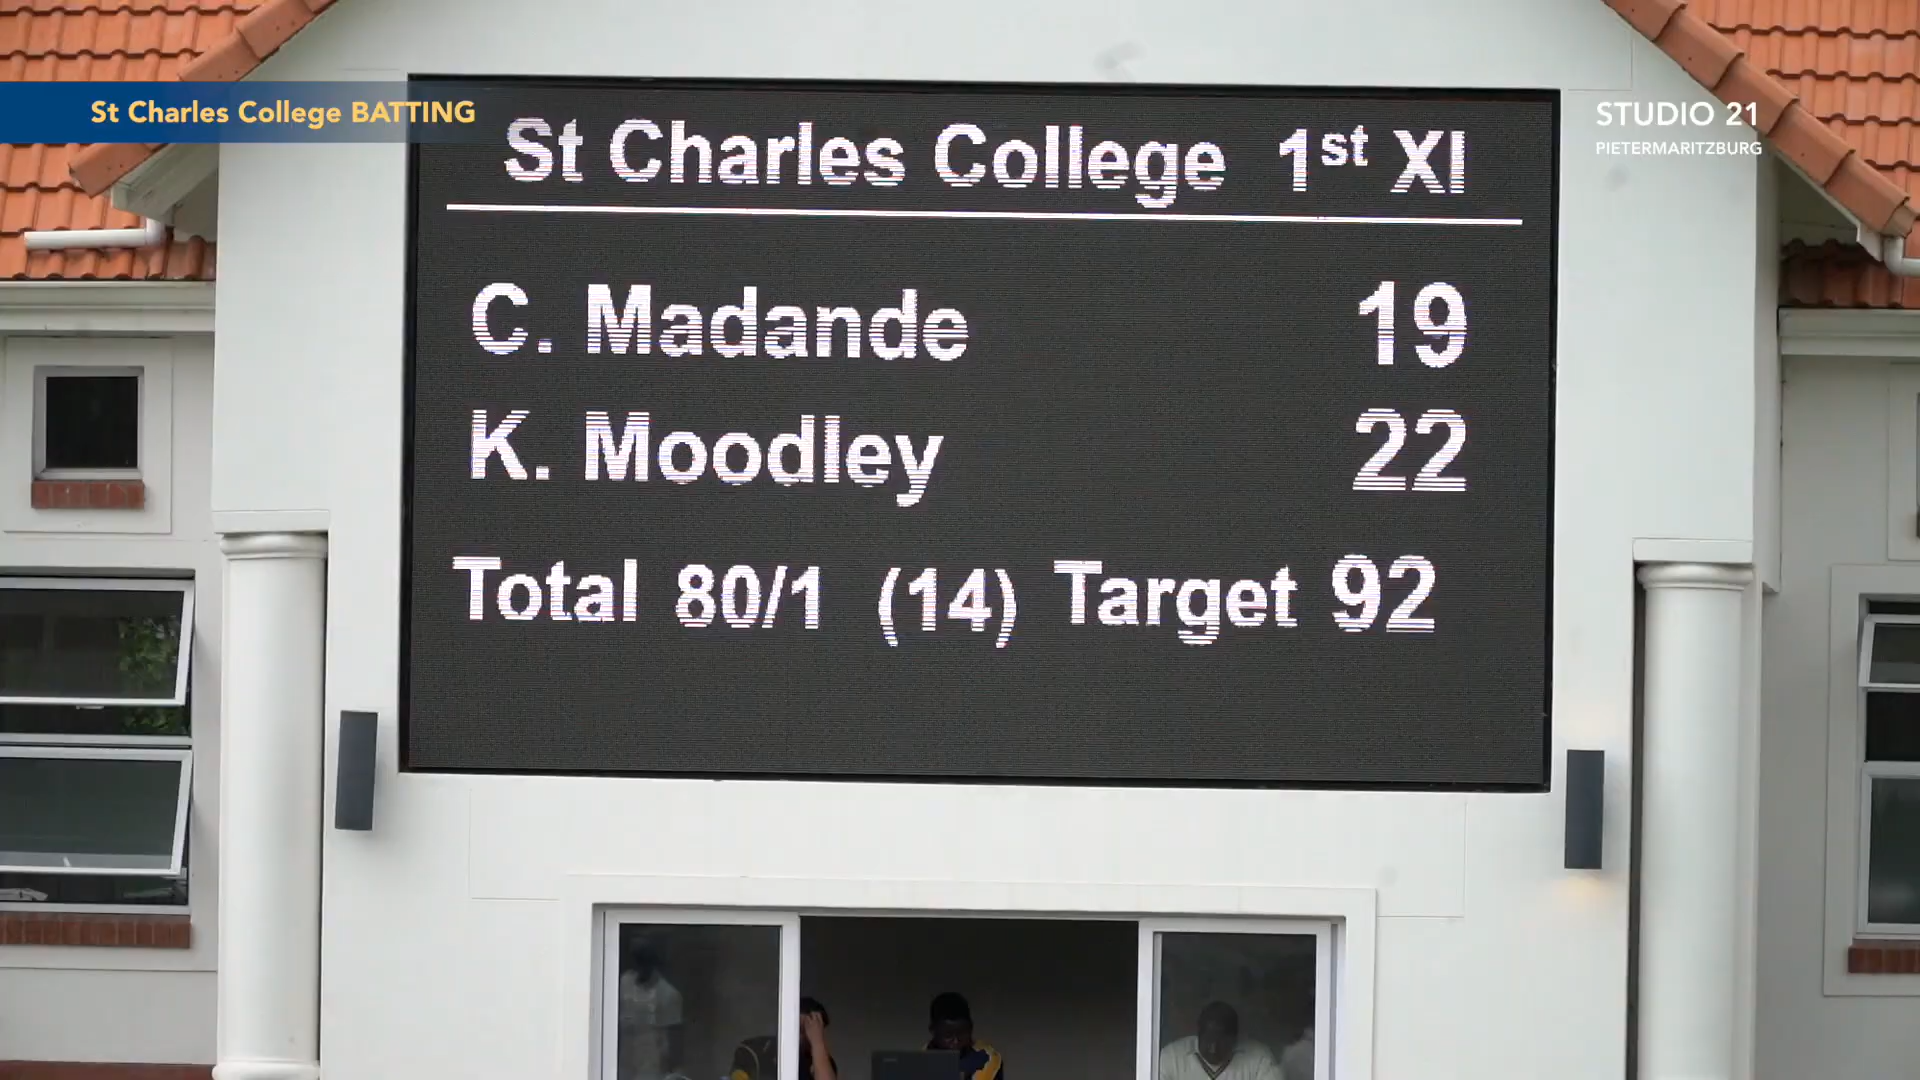 St Charles College BATTING
STUDIO 21
PIETERMARITZBURG
St Charles College 1st XI
C. Madande 19
K. Moodley 22
Total 80/1 (14) Target 92